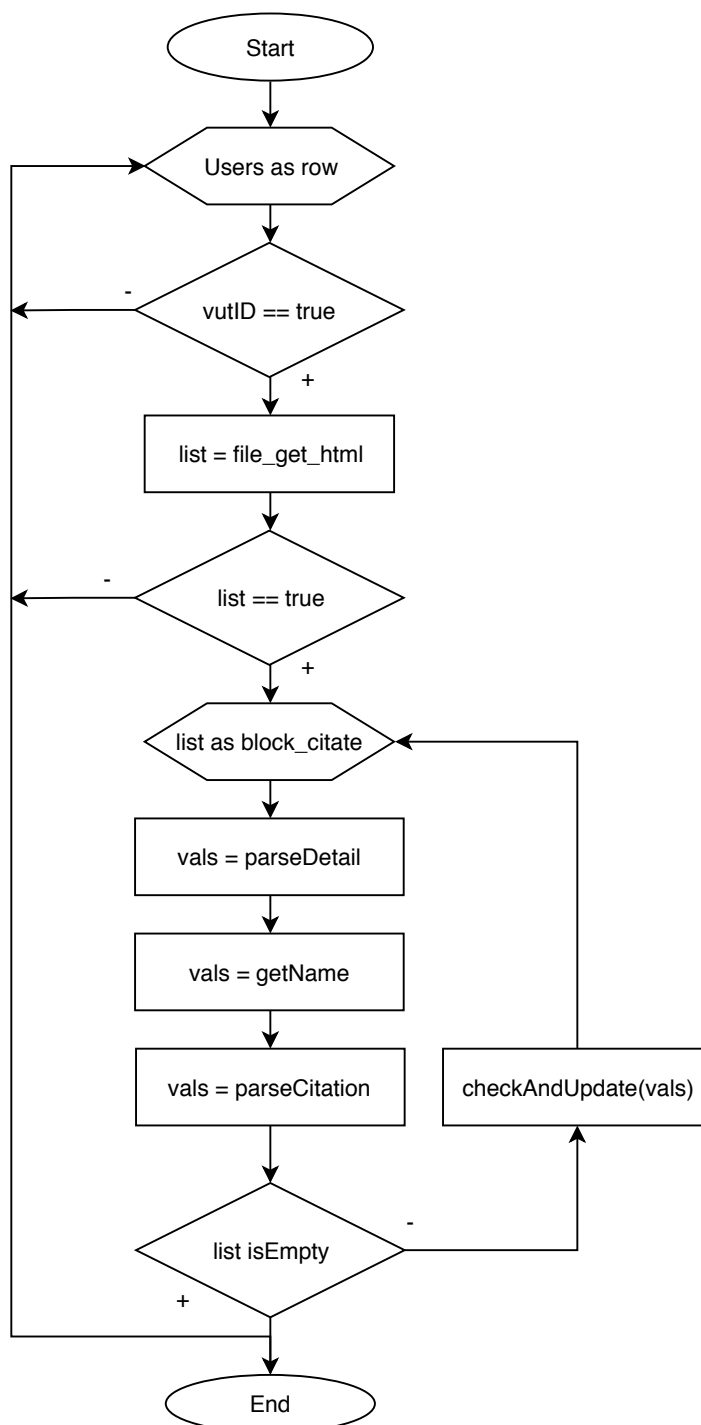 Start
Users as row
-
vutID == true
+
list = file_get_html
-
list == true
+
list as block_citate
vals = parseDetail
vals = getName
vals = parseCitation
checkAndUpdate(vals)
-
list isEmpty
+
End